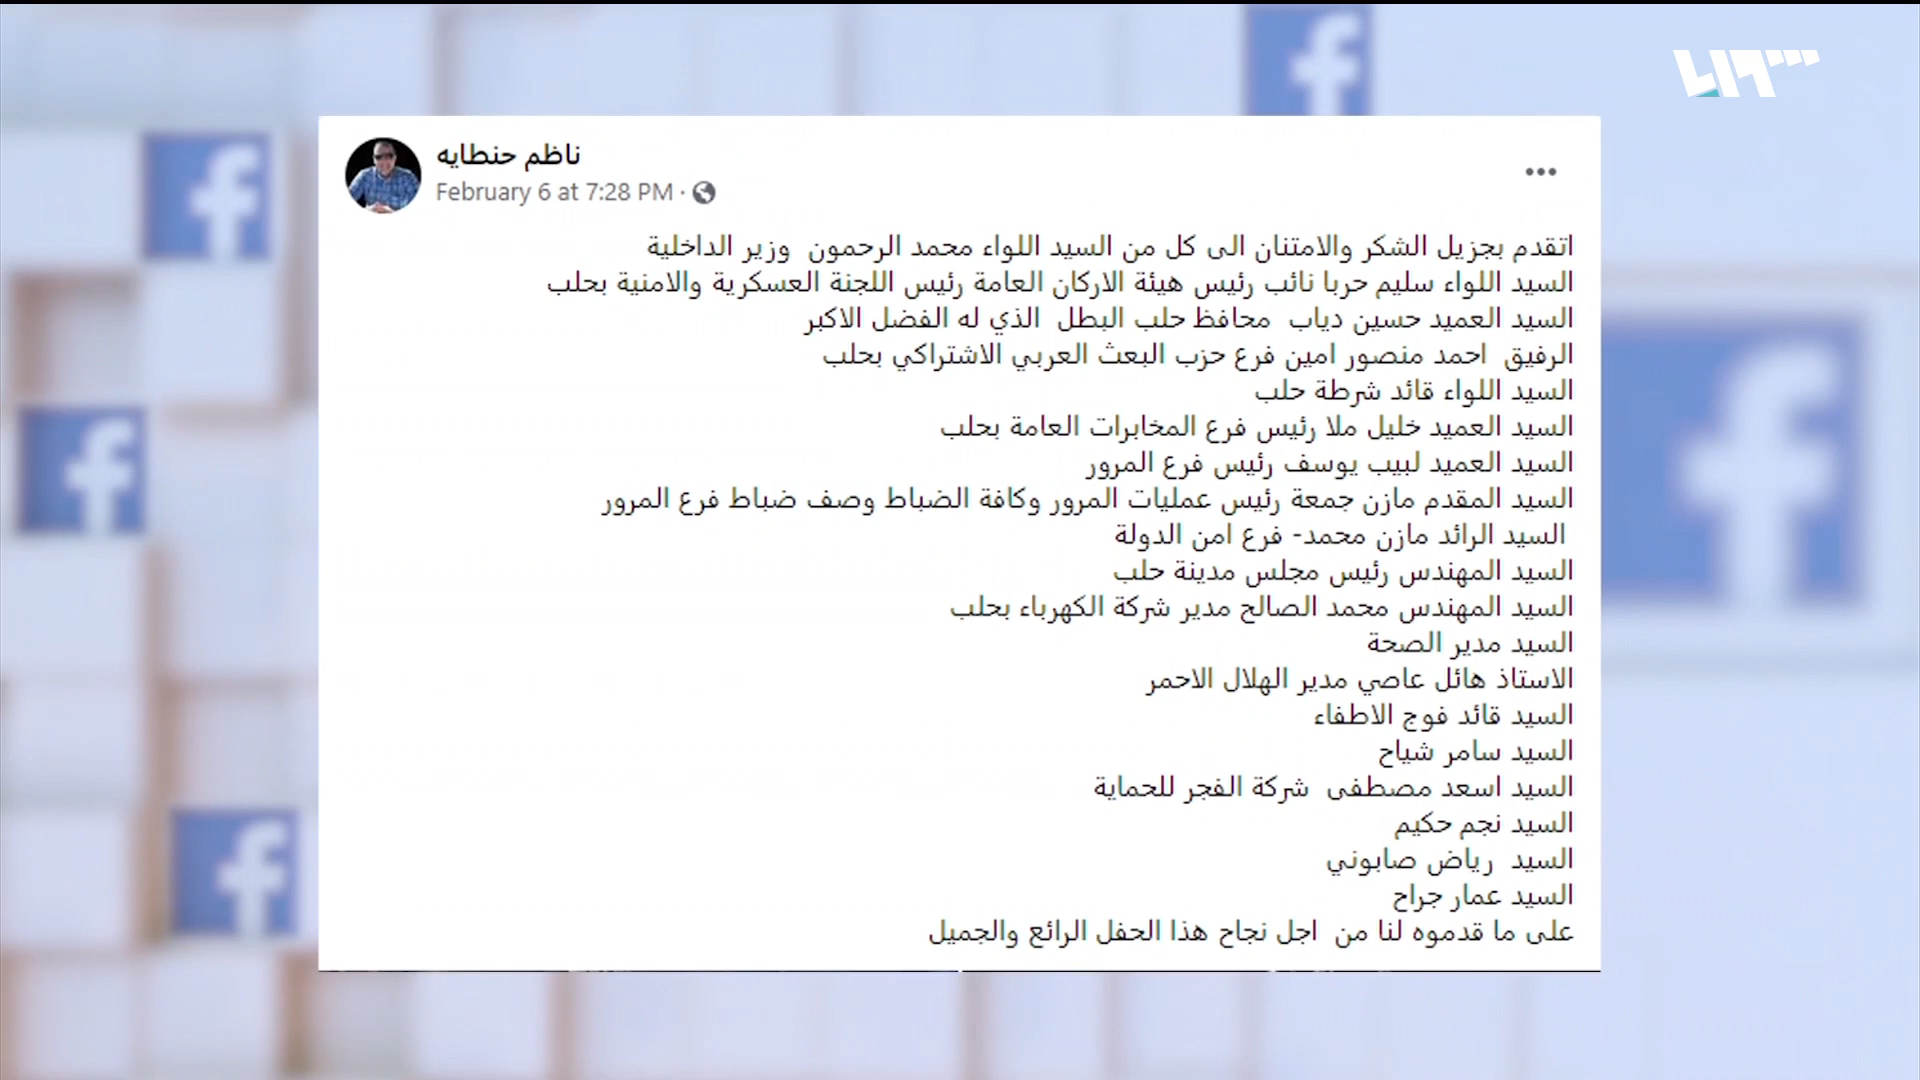 ناظم حنطايه
February 6 at 7:28 PM ·
اتقدم بجزيل الشكر والامتنان الى كل من السيد اللواء محمد الرحمون وزير الداخلية
السيد اللواء سليم حربا نائب رئيس هيئة الاركان العامة رئيس اللجنة العسكرية والامنية بحلب
السيد العميد حسين دياب محافظ حلب البطل الذي له الفضل الاكبر
الرفيق احمد منصور امين فرع حزب البعث العربي الاشتراكي بحلب
السيد اللواء قائد شرطة حلب
السيد العميد خليل ملا رئيس فرع المخابرات العامة بحلب
السيد العميد لبيب يوسف رئيس فرع المرور
السيد المقدم مازن جمعة رئيس عمليات المرور وكافة الضباط وصف ضباط فرع المرور
السيد الرائد مازن محمد- فرع امن الدولة
السيد المهندس رئيس مجلس مدينة حلب
السيد المهندس محمد الصالح مدير شركة الكهرباء بحلب
السيد مدير الصحة
الاستاذ هائل عاصي مدير الهلال الاحمر
السيد قائد فوج الاطفاء
السيد سامر شياح
السيد اسعد مصطفى شركة الفجر للحماية
السيد نجم حكيم
السيد رياض صابوني
السيد عمار جراح
على ما قدموه لنا من اجل نجاح هذا الحفل الرائع والجميل